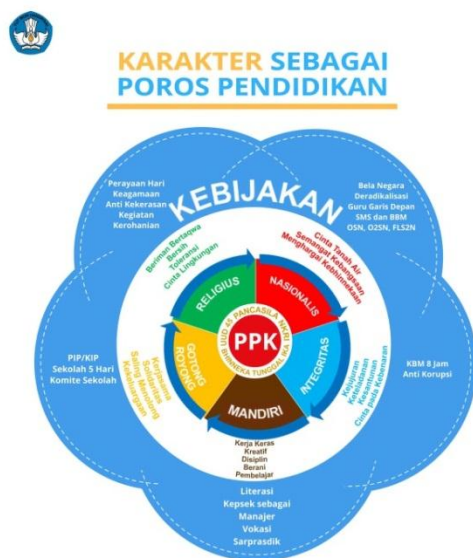 KARAKTER SEBAGAI
POROS PENDIDIKAN
KEBIJAKAN
Perayaan Hari
Keagamaan
Anti Kekerasan
Kegiatan
Kerohanian
Bela Negara
Deradikalisasi
Guru Garis Depan
SMS dan BBM
OSN, O2SN, FLS2N
Beriman Bertaqwa
Bersih
Toleransi
Cinta Lingkungan
Cinta Tanah Air
Semangat Kebangsaan
Menghargai Kebhinnekaan
RELIGIUS
NASIONALIS
UUD 45 PANCASILA NKRI
PPK
BHINNEKA TUNGGAL IKA
GOTONG
ROYONG
INTEGRITAS
MANDIRI
PIP/KIP
Sekolah 5 Hari
Komite Sekolah
KBM 8 Jam
Anti Korupsi
Kerjasama
Solidaritas
Saling Menolong
Kekeluargaan
Kejujuran
Keteladanan
Kesantunan
Cinta pada Kebenaran
Kerja Keras
Kreatif
Disiplin
Berani
Pembelajar
Literasi
Kepsek sebagai
Manajer
Vokasi
Sarprasdik